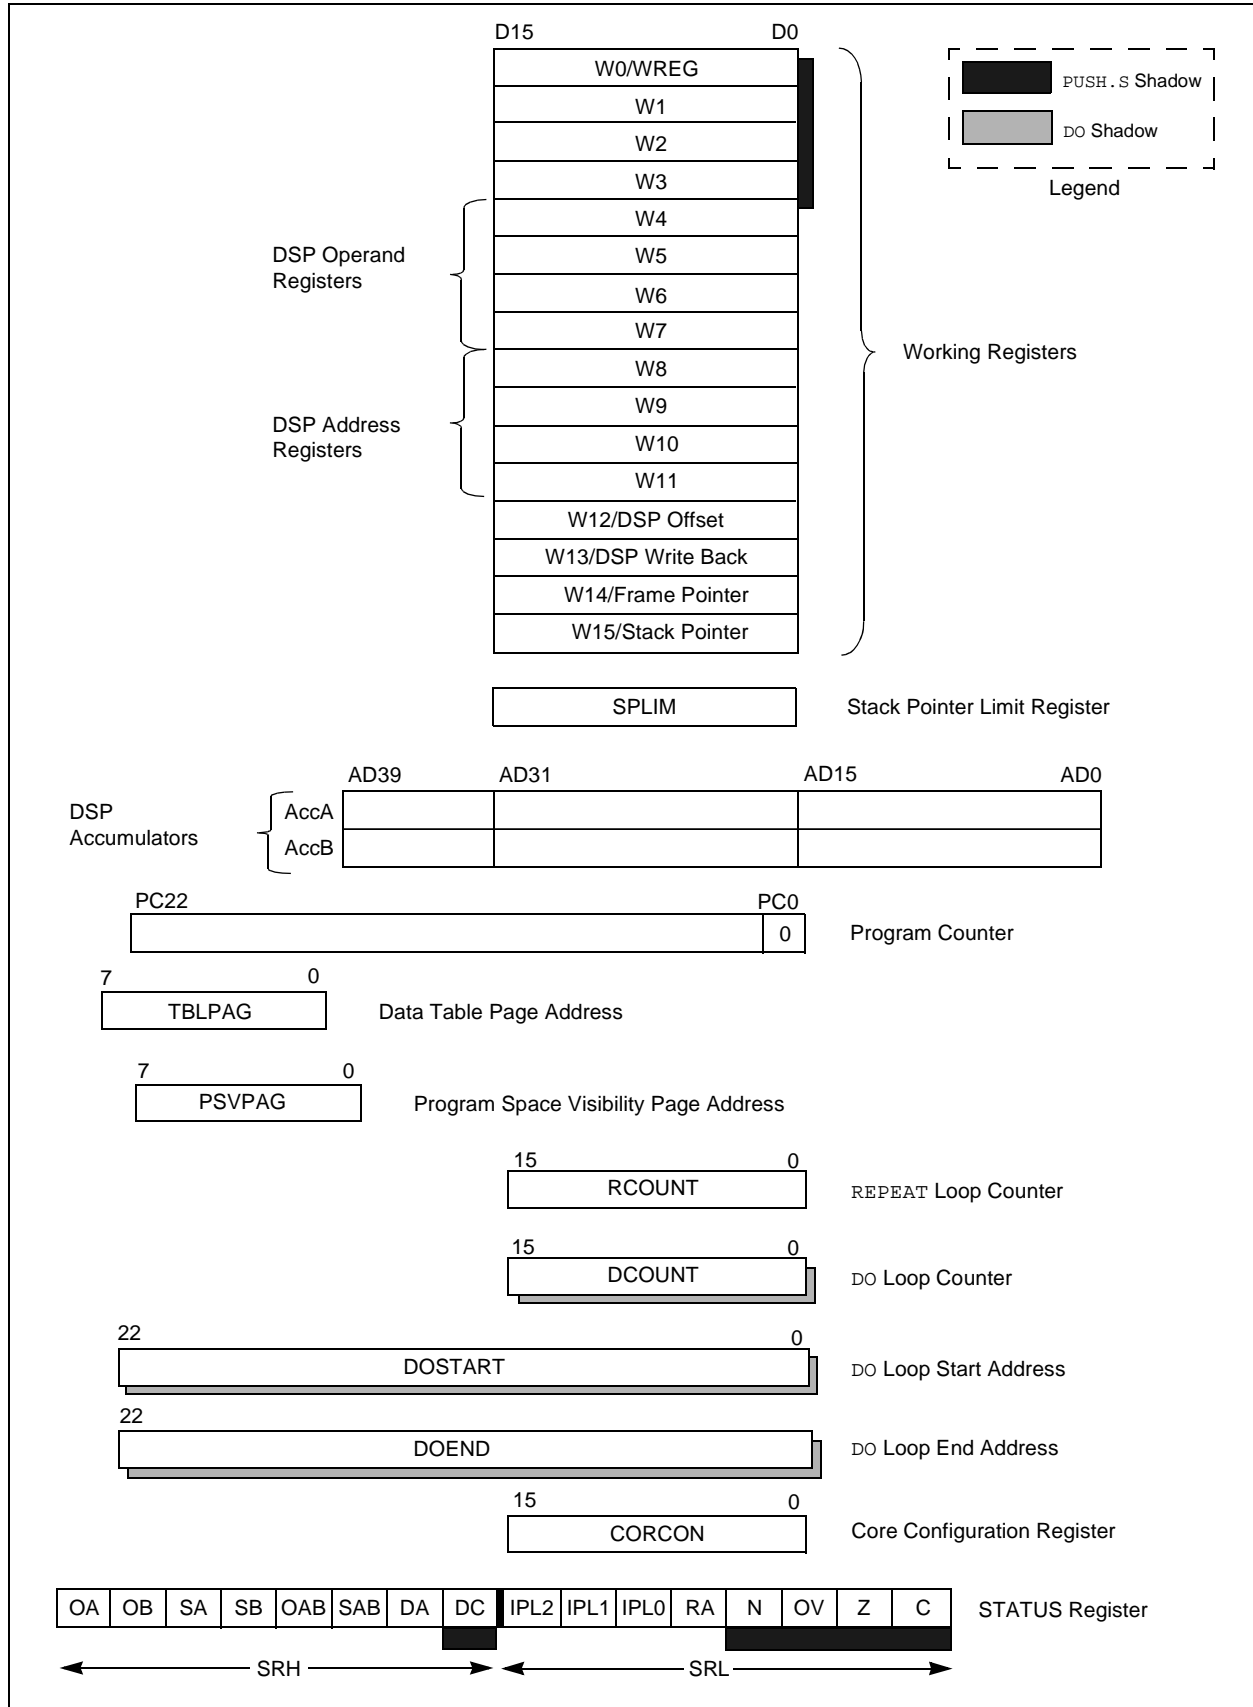 D15 D0
W0/WREG
W1
W2
W3
W4
W5
W6
W7
W8
W9
W10
W11
W12/DSP Offset
W13/DSP Write Back
W14/Frame Pointer
W15/Stack Pointer
PUSH.S Shadow
DO Shadow
Legend
DSP Operand
Registers
DSP Address
Registers
Working Registers
SPLIM Stack Pointer Limit Register
AD39 AD31 AD15 AD0
DSP
Accumulators
AccA
AccB
PC22 PC0
0 Program Counter
7 0
TBLPAG Data Table Page Address
7 0
PSVPAG Program Space Visibility Page Address
15 0
RCOUNT REPEAT Loop Counter
15 0
DCOUNT DO Loop Counter
22 0
DOSTART DO Loop Start Address
22
DOEND DO Loop End Address
15 0
CORCON Core Configuration Register
OA OB SA SB OAB SAB DA DC IPL2 IPL1 IPL0 RA N OV Z C STATUS Register
SRH SRL